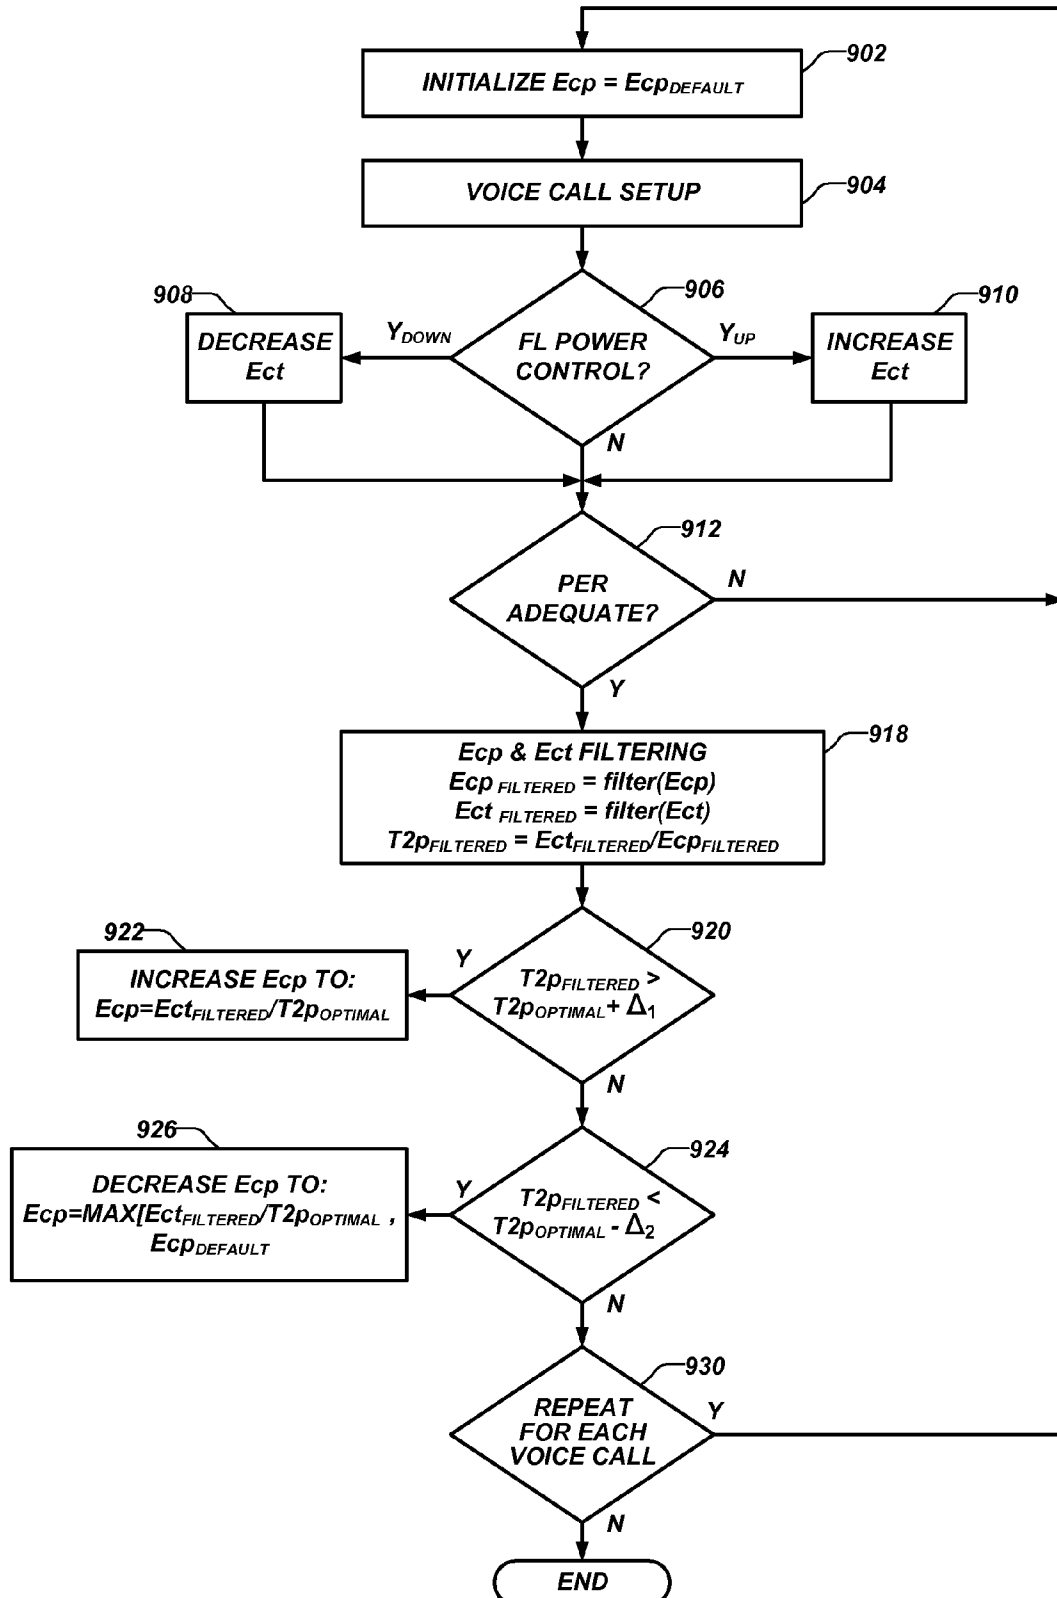 902
INITIALIZE Ecp = EcpDEFAULT
904
VOICE CALL SETUP
906
FL POWER
CONTROL?
YDOWN
YUP
N
908
DECREASE
Ect
910
INCREASE
Ect
912
PER
ADEQUATE?
N
Y
918
Ecp & Ect FILTERING
Ecp FILTERED = filter(Ecp)
Ect FILTERED = filter(Ect)
T2pFILTERED = EctFILTERED/EcpFILTERED
920
T2pFILTERED >
T2pOPTIMAL + Δ1
Y
N
922
INCREASE Ecp TO:
Ecp=EctFILTERED/T2pOPTIMAL
924
T2pFILTERED <
T2pOPTIMAL - Δ2
Y
N
926
DECREASE Ecp TO:
Ecp=MAX[EctFILTERED/T2pOPTIMAL ,
EcpDEFAULT
930
REPEAT
FOR EACH
VOICE CALL
Y
N
END